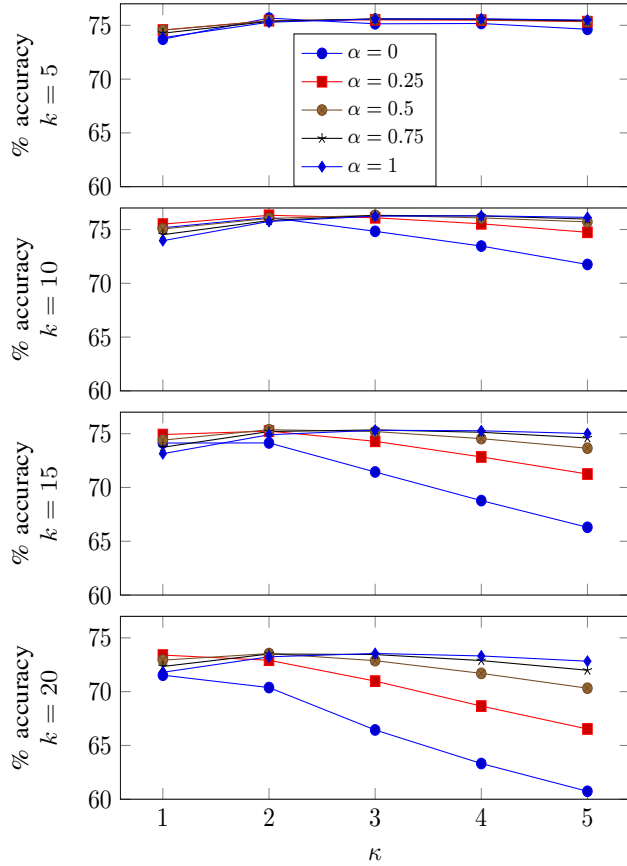 % accuracy
k = 5
75
70
65
60
α = 0
α = 0.25
α = 0.5
α = 0.75
α = 1
% accuracy
k = 10
75
70
65
60
% accuracy
k = 15
75
70
65
60
% accuracy
k = 20
75
70
65
60
1 2 3 4 5
κ